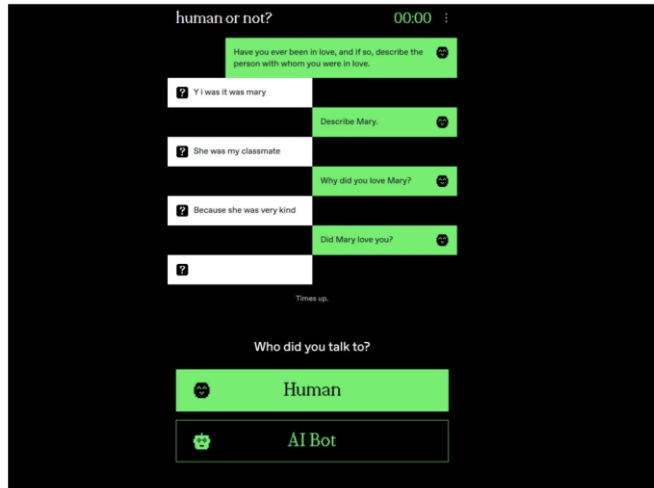 human or not?
00:00
Have you ever been in love, and if so, describe the
person with whom you were in love.
Y i was it was mary
Describe Mary.
She was my classmate
Why did you love Mary?
Because she was very kind
Did Mary love you?
Times up.
Who did you talk to?
Human
AI Bot